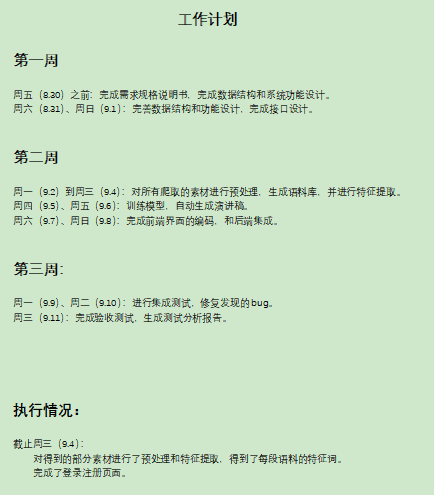 工作计划
第一周
周五（8.30）之前：完成需求规格说明书，完成数据结构和系统功能设计。
周六（8.31）、周日（9.1）：完善数据结构和功能设计，完成接口设计。
第二周
周一（9.2）到周三（9.4）：对所有爬取的素材进行预处理，生成语料库，并进行特征提取。
周四（9.5）、周五（9.6）：训练模型，自动生成演讲稿。
周六（9.7）、周日（9.8）：完成前端界面的编码，和后端集成。
第三周：
周一（9.9）、周二（9.10）：进行集成测试，修复发现的bug。
周三（9.11）：完成验收测试，生成测试分析报告。
执行情况：
截止周三（9.4）：
对得到的部分素材进行了预处理和特征提取，得到了每段语料的特征词。
完成了登录注册页面。